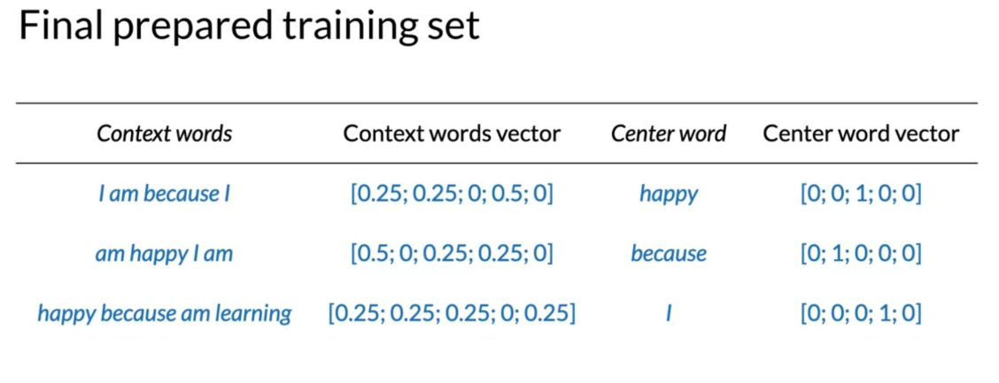 Final prepared training set
Context words Context words vector Center word Center word vector
I am because I [0.25; 0.25; 0; 0.5; 0] happy [0; 0; 1; 0; 0]
am happy I am [0.5; 0; 0.25; 0.25; 0] because [0; 1; 0; 0; 0]
happy because am learning [0.25; 0.25; 0.25; 0; 0.25] I [0; 0; 0; 1; 0]